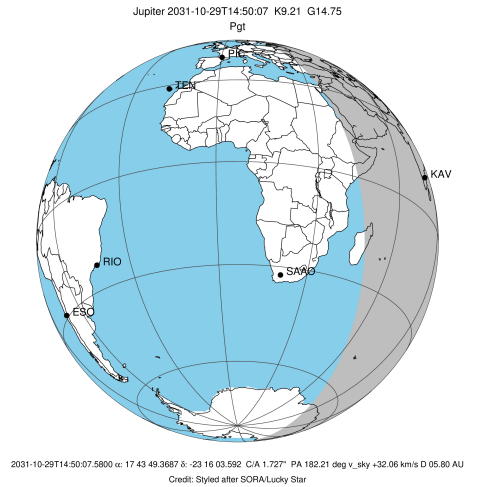 Jupiter 2031-10-29T14:50:07 K9.21 G14.75
Pgt
PIC
TEN
KAV
RIO
SAAO
ESO
2031-10-29T14:50:07.5800 α: 17 43 49.3687 δ: -23 16 03.592 C/A 1.727" PA 182.21 deg v_sky +32.06 km/s D 05.80 AU
Credit: Styled after SORA/Lucky Star